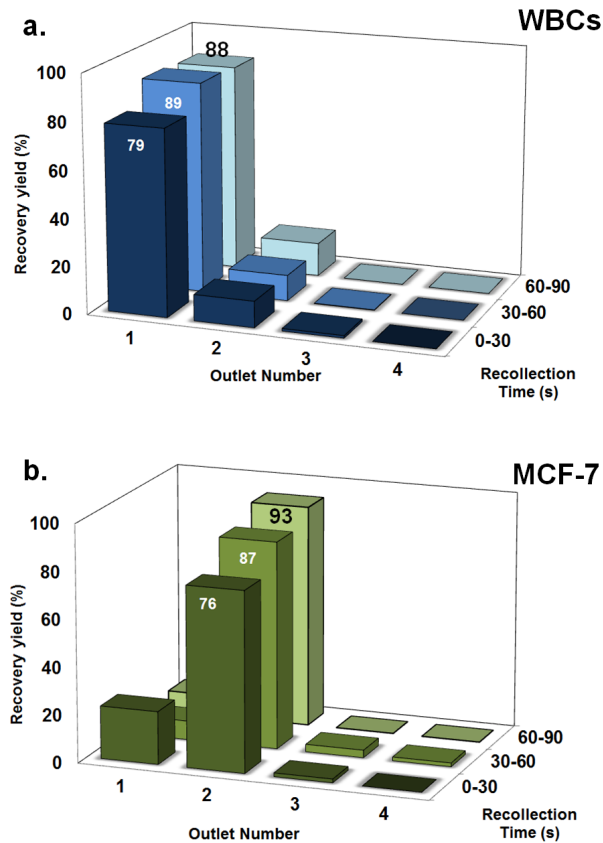 a.
WBCs
Recovery yield (%)
100
80
60
40
20
0
88
89
79
1
2
3
4
Outlet Number
60-90
30-60
0-30
Recollection
Time (s)
b.
MCF-7
Recovery yield (%)
100
80
60
40
20
0
93
87
76
1
2
3
4
Outlet Number
60-90
30-60
0-30
Recollection
Time (s)